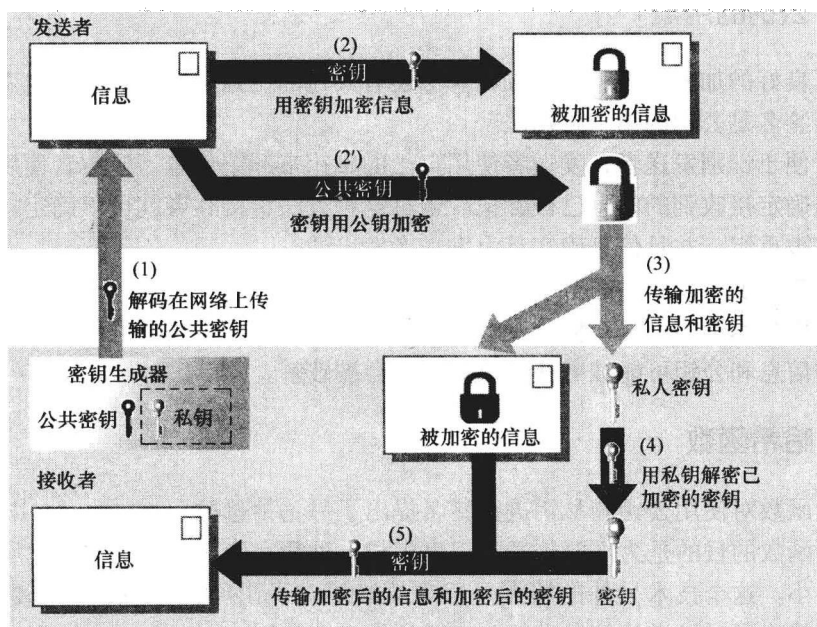 发送者
信息
(2)
密钥
用密钥加密信息
被加密的信息
(2')
公共密钥
密钥用公钥加密
(1)
解码在网络上传
输的公共密钥
(3)
传输加密的
信息和密钥
密钥生成器
公共密钥
私钥
被加密的信息
私人密钥
(4)
用私钥解密已
加密的密钥
接收者
信息
(5)
密钥
传输加密后的信息和加密后的密钥
密钥